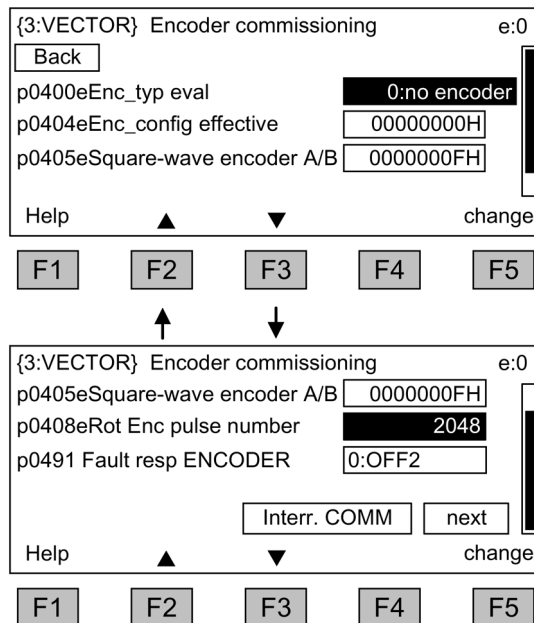 {3:VECTOR} Encoder commissioning e:0
Back
p0400eEnc_typ eval 0:no encoder
p0404eEnc_config effective 00000000H
p0405eSquare-wave encoder A/B 0000000FH
Help ▲ ▼ change
F1 F2 F3 F4 F5
{3:VECTOR} Encoder commissioning e:0
p0405eSquare-wave encoder A/B 0000000FH
p0408eRot Enc pulse number 2048
p0491 Fault resp ENCODER 0:OFF2
Interr. COMM next
Help ▲ ▼ change
F1 F2 F3 F4 F5